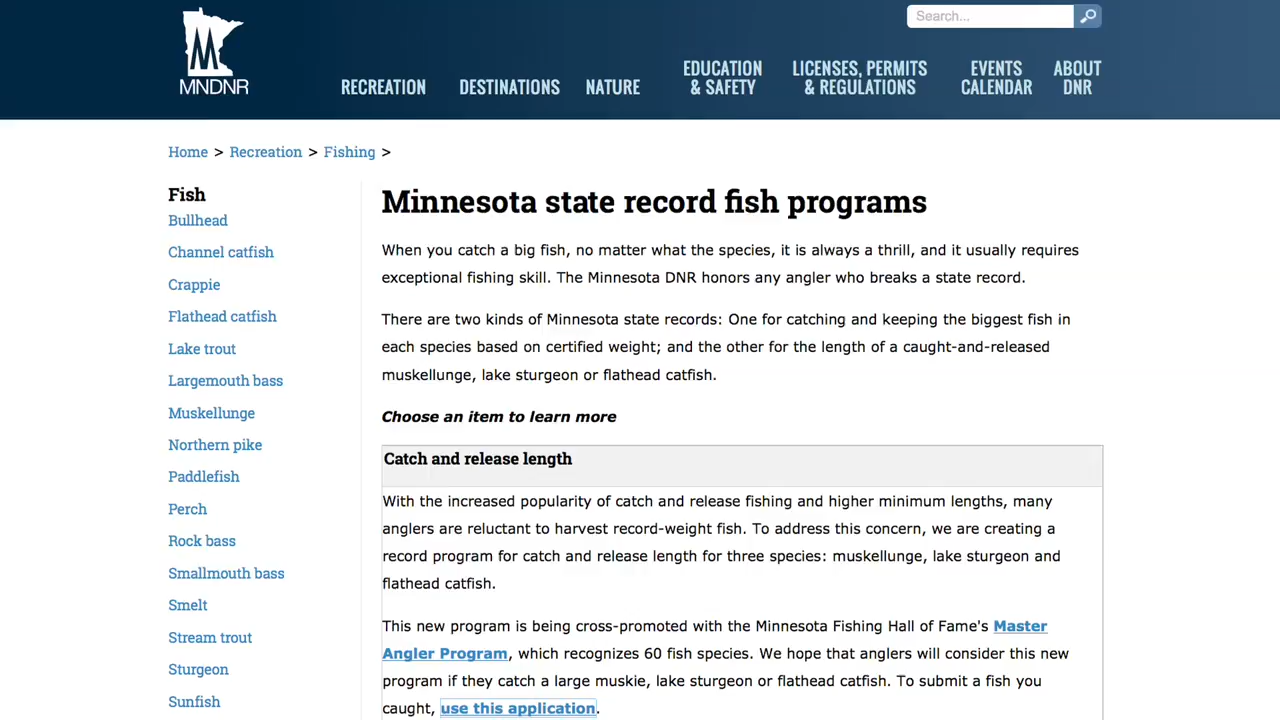 Search...
MNDNR
RECREATION
DESTINATIONS
NATURE
EDUCATION
& SAFETY
LICENSES, PERMITS
& REGULATIONS
EVENTS
CALENDAR
ABOUT
DNR
Home > Recreation > Fishing >
Fish
Bullhead
Channel catfish
Crappie
Flathead catfish
Lake trout
Largemouth bass
Muskellunge
Northern pike
Paddlefish
Perch
Rock bass
Smallmouth bass
Smelt
Stream trout
Sturgeon
Sunfish
Minnesota state record fish programs
When you catch a big fish, no matter what the species, it is always a thrill, and it usually requires
exceptional fishing skill. The Minnesota DNR honors any angler who breaks a state record.
There are two kinds of Minnesota state records: One for catching and keeping the biggest fish in
each species based on certified weight; and the other for the length of a caught-and-released
muskellunge, lake sturgeon or flathead catfish.
Choose an item to learn more
Catch and release length
With the increased popularity of catch and release fishing and higher minimum lengths, many
anglers are reluctant to harvest record-weight fish. To address this concern, we are creating a
record program for catch and release length for three species: muskellunge, lake sturgeon and
flathead catfish.
This new program is being cross-promoted with the Minnesota Fishing Hall of Fame's Master
Angler Program, which recognizes 60 fish species. We hope that anglers will consider this new
program if they catch a large muskie, lake sturgeon or flathead catfish. To submit a fish you
caught, use this application.